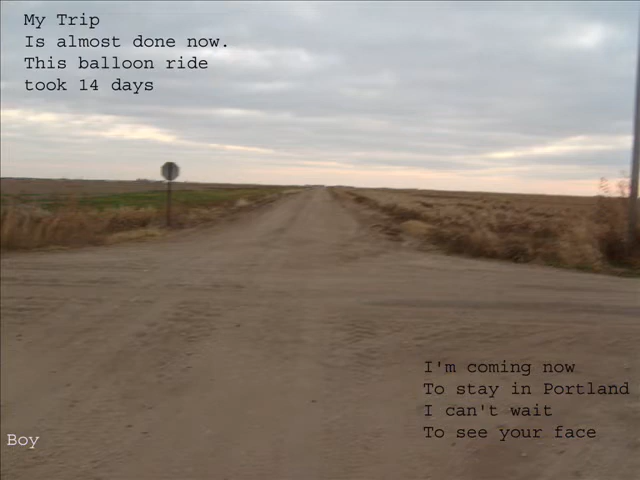 My Trip
Is almost done now.
This balloon ride
took 14 days
I'm coming now
To stay in Portland
I can't wait
To see your face
Boy